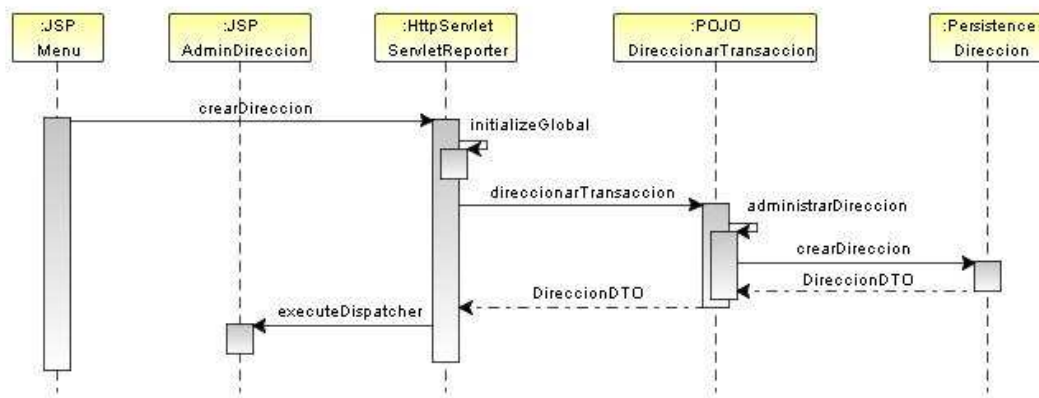 :JSP
Menu
:JSP
AdminDireccion
:HttpServlet
ServletReporter
:POJO
DireccionarTransaccion
:Persistence
Direccion
crearDireccion
initializeGlobal
direccionarTransaccion
administrarDireccion
crearDireccion
DireccionDTO
DireccionDTO
executeDispatcher